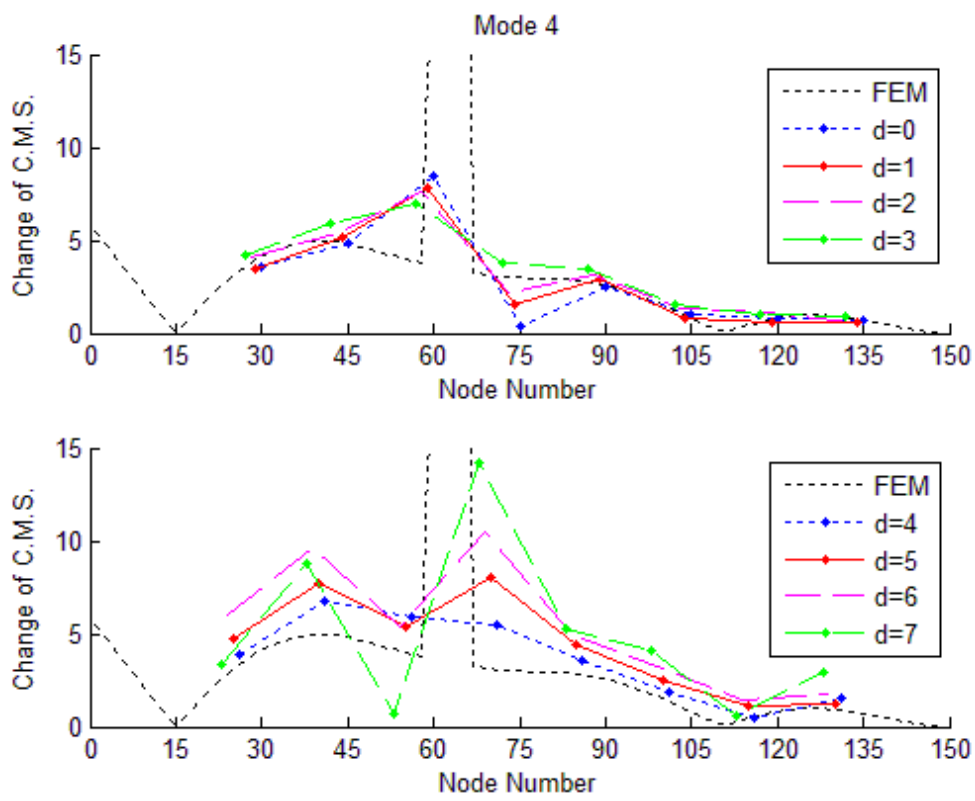 Mode 4
Change of C.M.S.
15
10
5
0
FEM
d=0
d=1
d=2
d=3
0 15 30 45 60 75 90 105 120 135 150
Node Number
Change of C.M.S.
15
10
5
0
FEM
d=4
d=5
d=6
d=7
0 15 30 45 60 75 90 105 120 135 150
Node Number